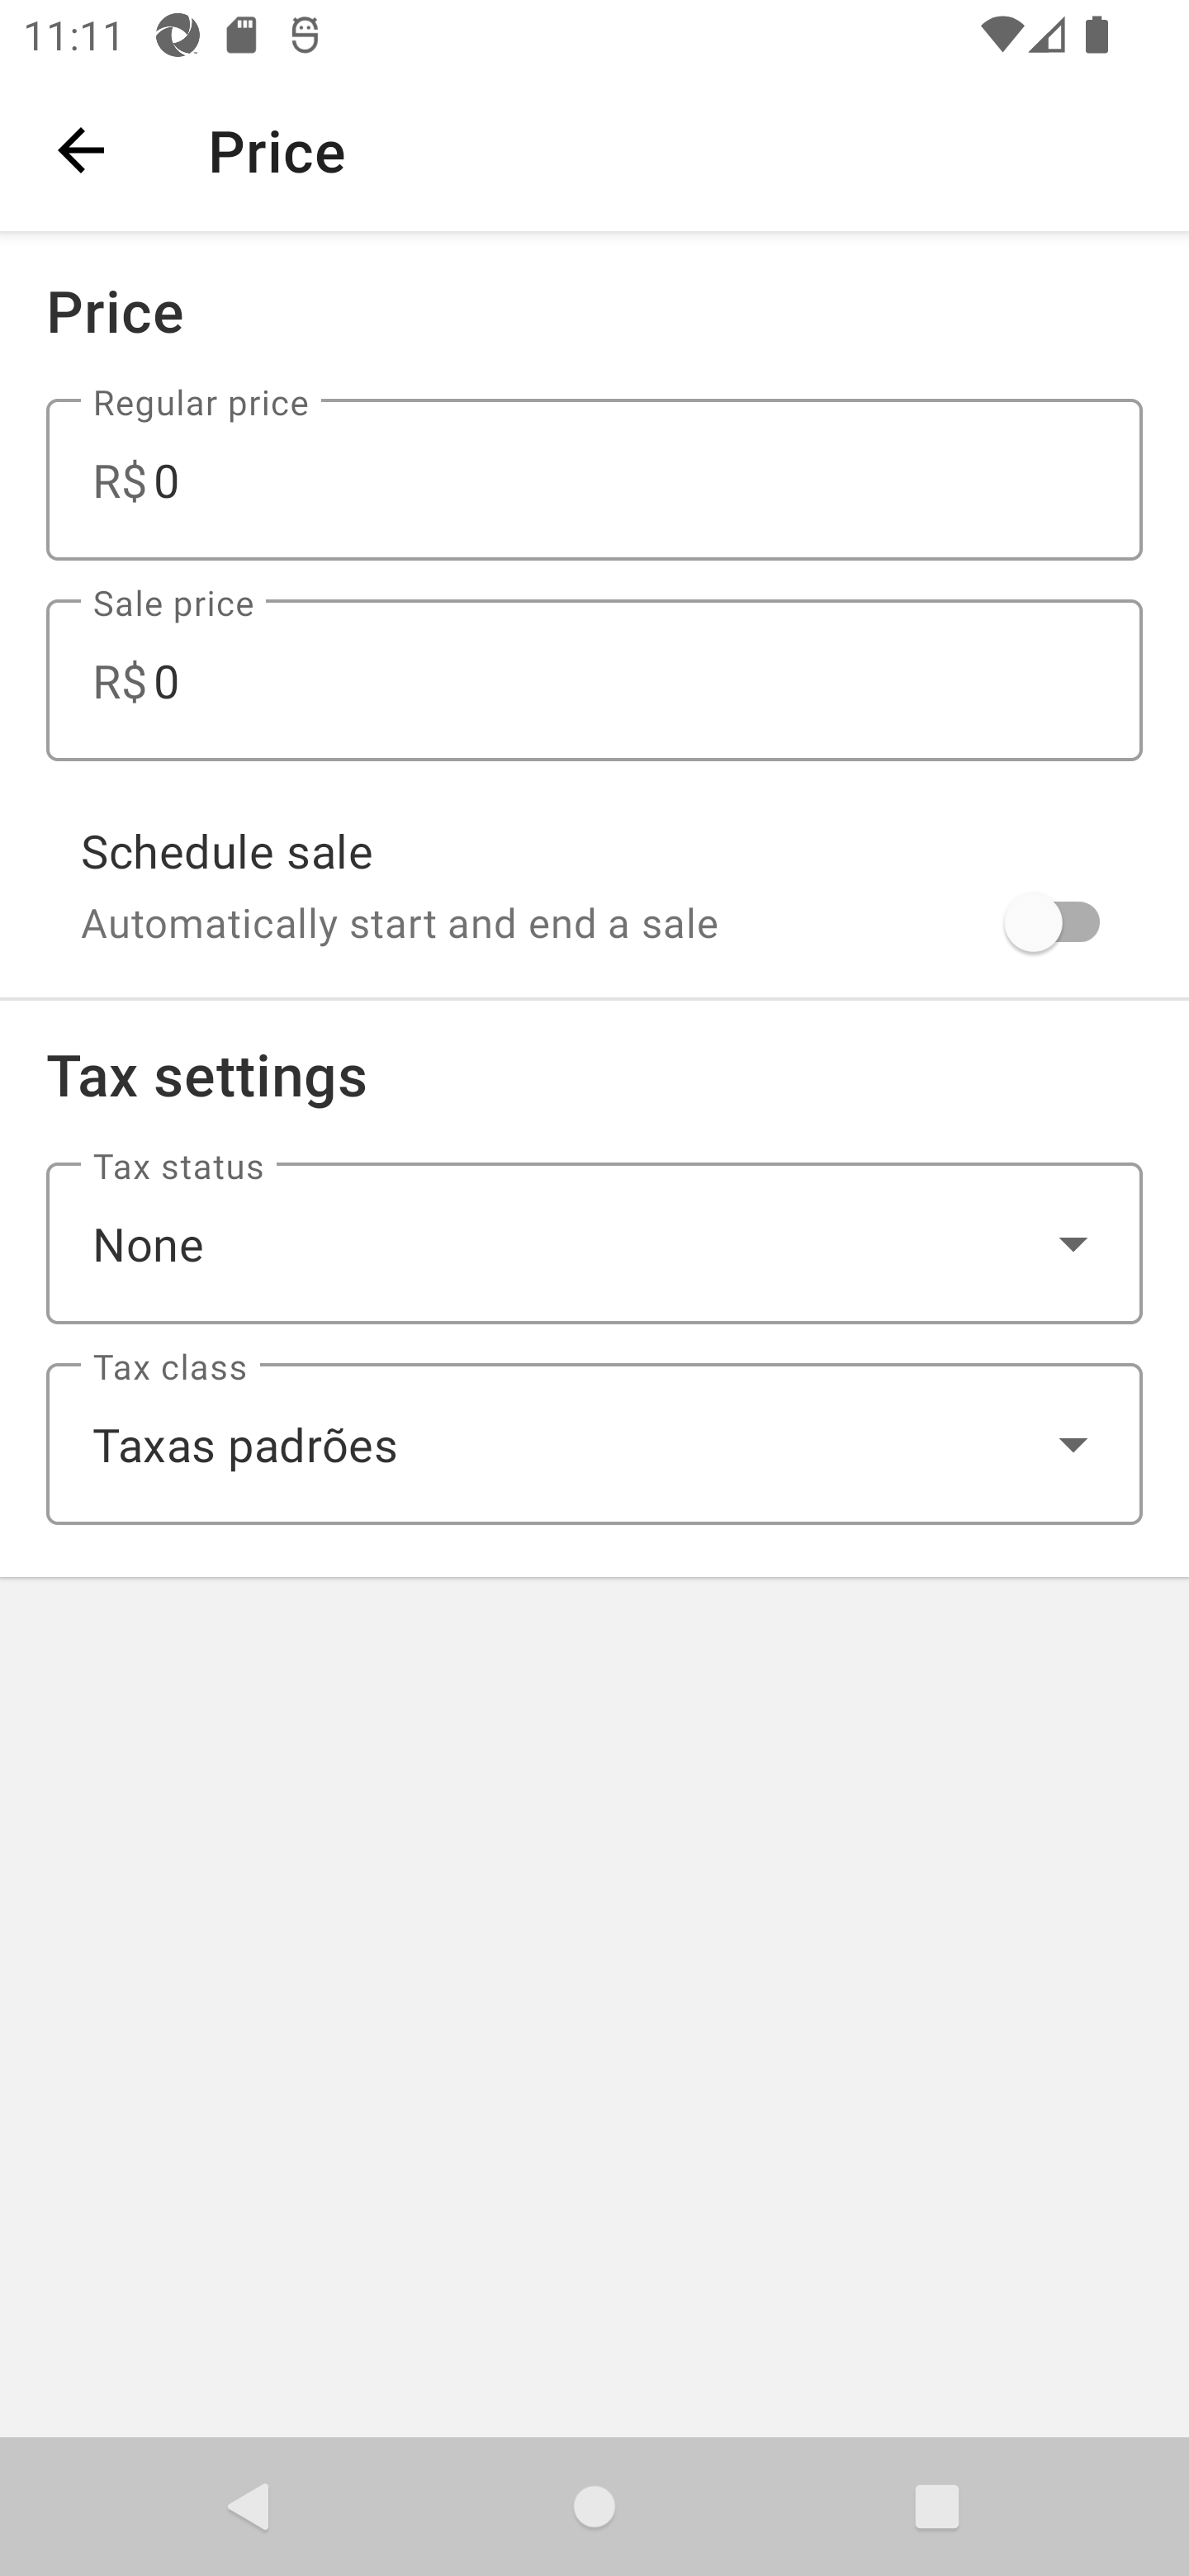 11:11
Price
Price
Regular price
R$ 0
Sale price
R$ 0
Schedule sale
Automatically start and end a sale
Tax settings
Tax status
None
Tax class
Taxas padrões